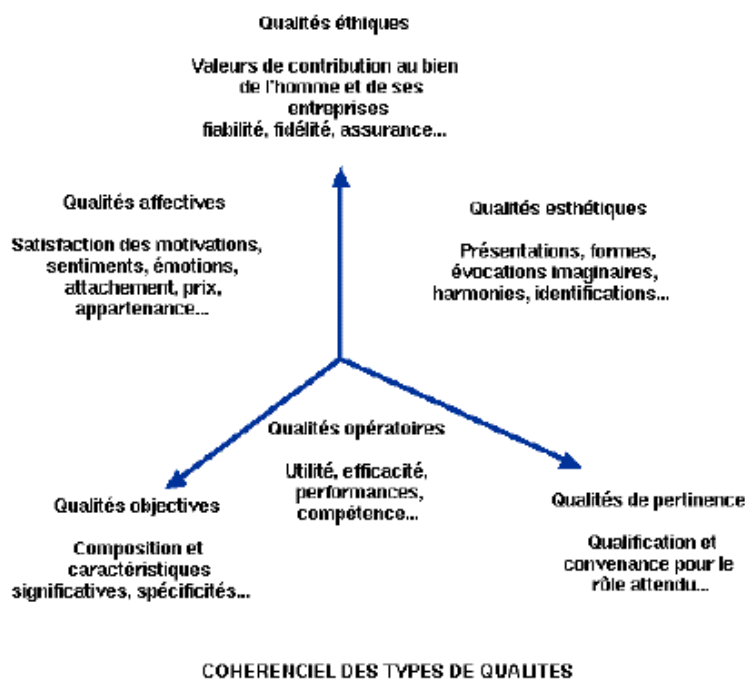 Qualités éthiques
Valeurs de contribution au bien
de l'homme et de ses
entreprises
fiabilité, fidélité, assurance...
Qualités affectives
Satisfaction des motivations,
sentiments, émotions,
attachement, prix,
appartenance...
Qualités esthétiques
Présentations, formes,
évocations imaginaires,
harmonies, identifications...
Qualités opératoires
Utilité, efficacité,
performances,
compétence...
Qualités objectives
Composition et
caractéristiques
significatives, spécificités...
Qualités de pertinence
Qualification et
convenance pour le
rôle attendu...
COHERENCIEL DES TYPES DE QUALITES